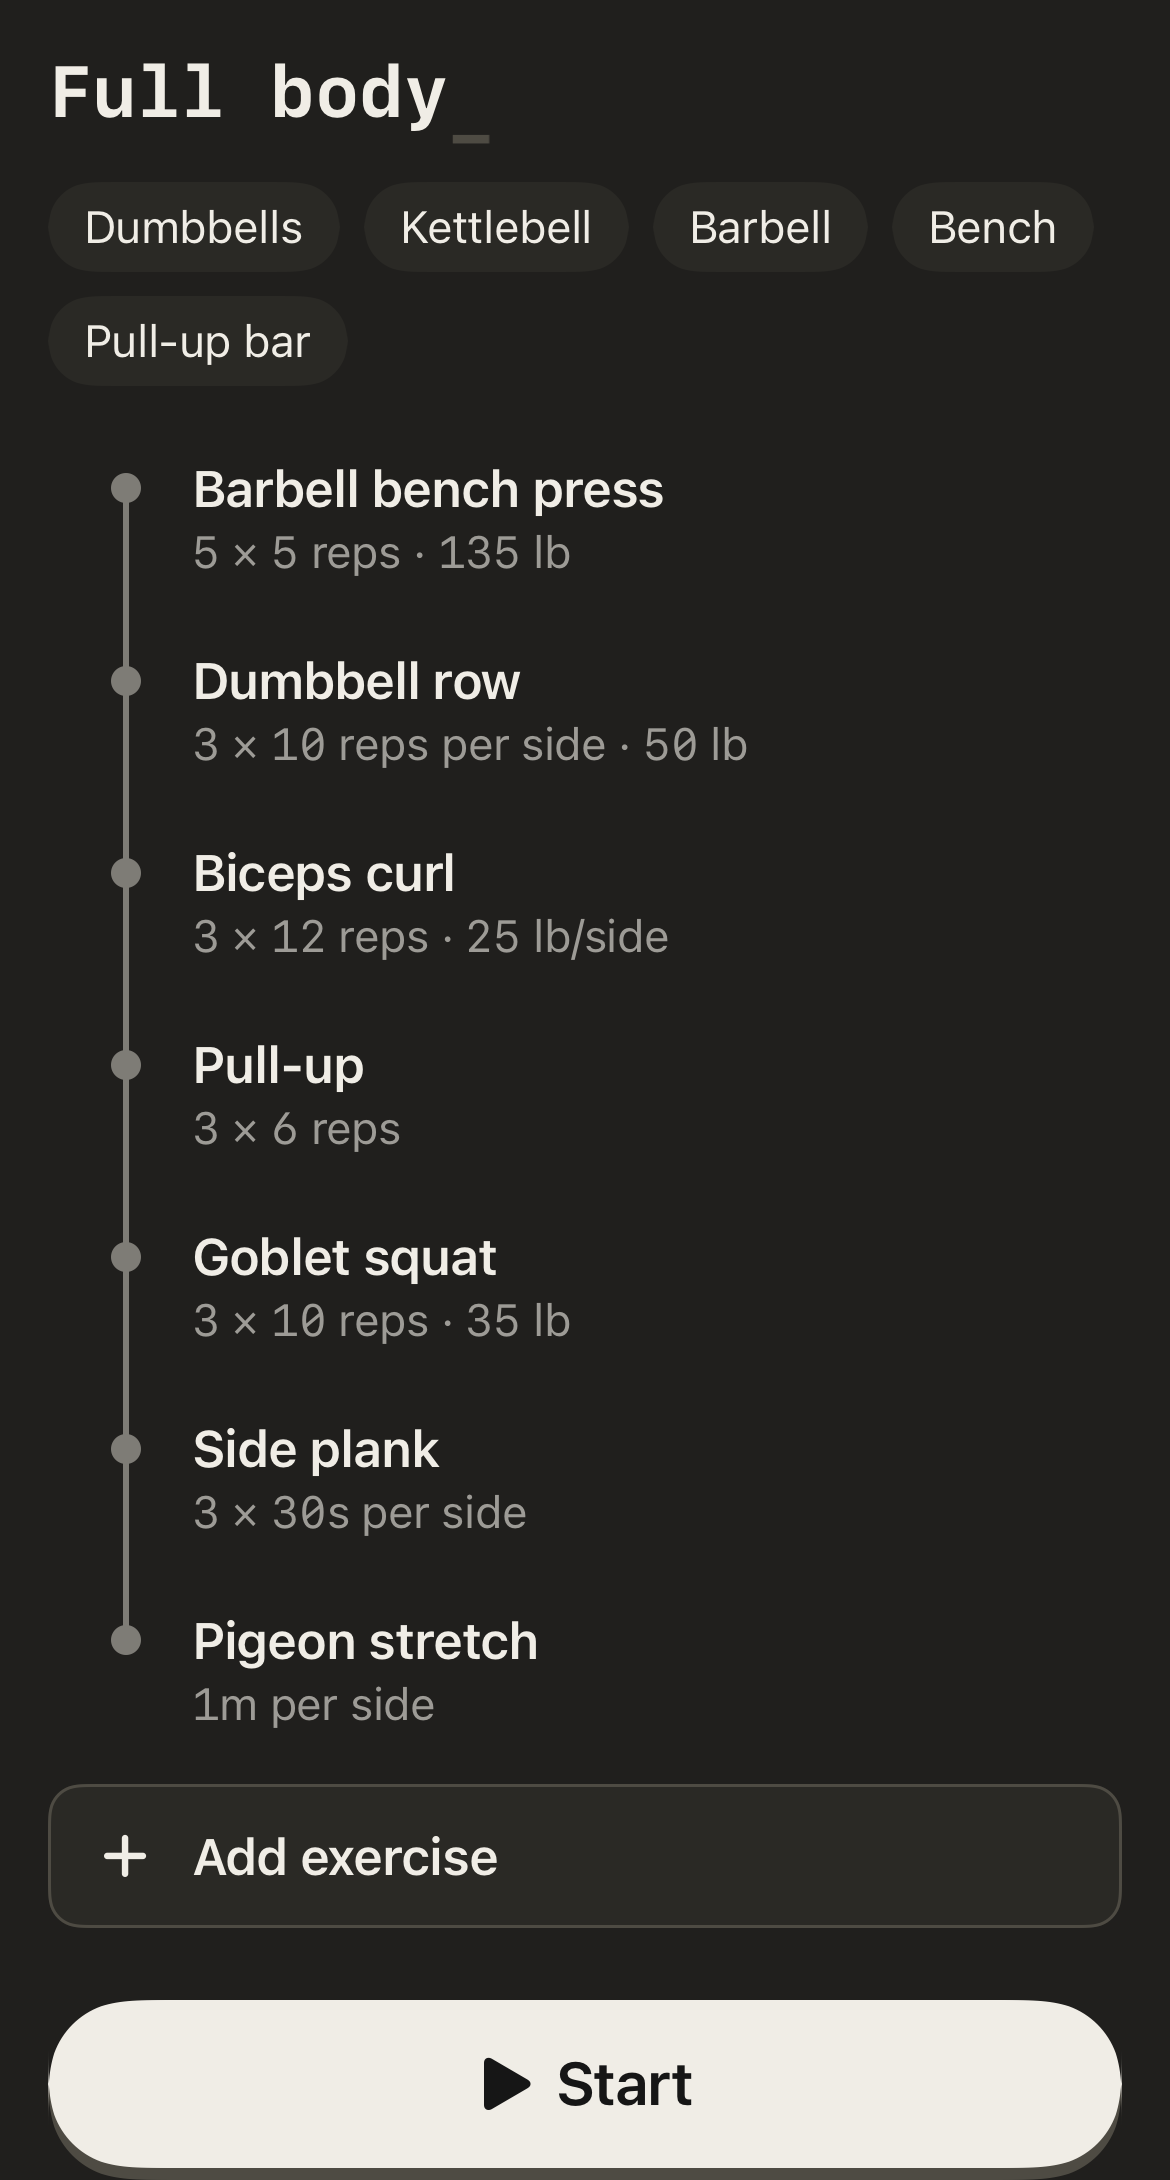 Full body_
Dumbbells Kettlebell Barbell Bench
Pull-up bar
Barbell bench press
5 × 5 reps · 135 lb
Dumbbell row
3 × 10 reps per side · 50 lb
Biceps curl
3 × 12 reps · 25 lb/side
Pull-up
3 × 6 reps
Goblet squat
3 × 10 reps · 35 lb
Side plank
3 × 30s per side
Pigeon stretch
1m per side
Add exercise
Start